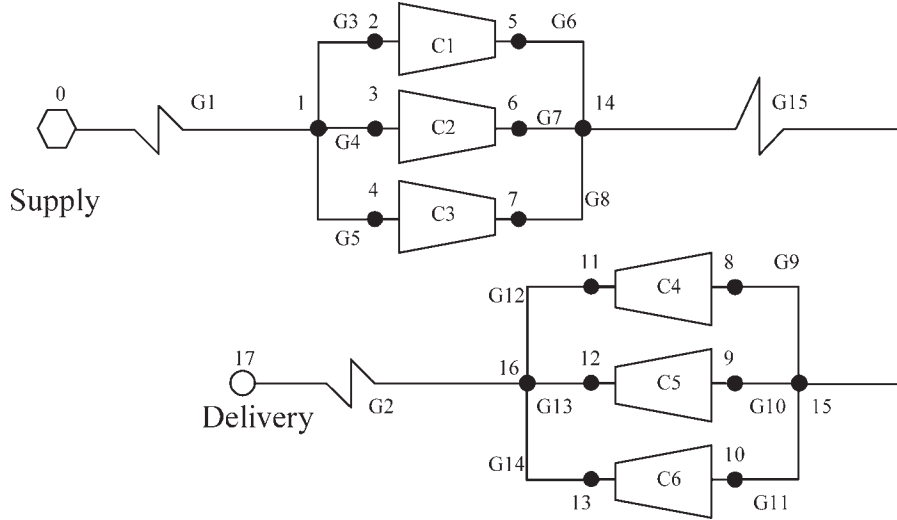 G3 2 5 G6
C1
0 G1 1 3 6 14 G15
G4 C2 G7
Supply
4 7 G8
G5 C3
11 8 G9
G12 C4
17 16 12 9
G2 G13 C5 G10 15
Delivery
G14 10
13 C6 G11